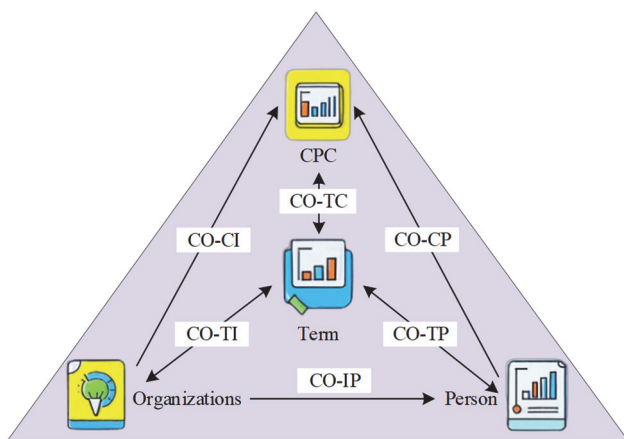 CPC
CO-TC
CO-CI
CO-CP
CO-TI
Term
CO-TP
Organizations
CO-IP
Person